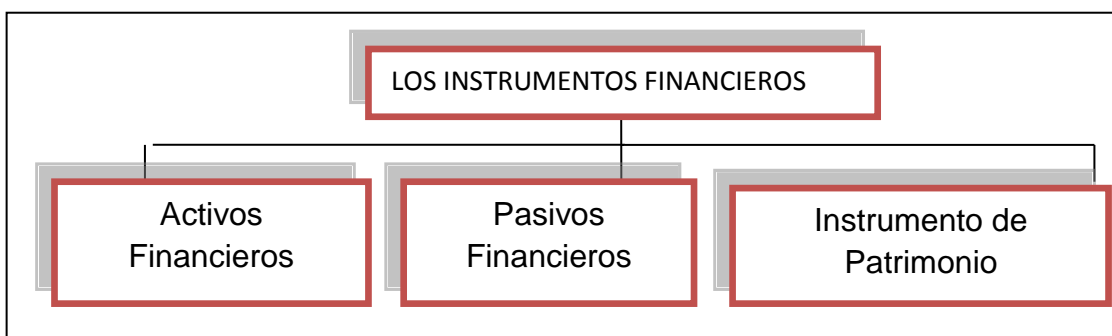 LOS INSTRUMENTOS FINANCIEROS
Activos
Financieros
Pasivos
Financieros
Instrumento de
Patrimonio